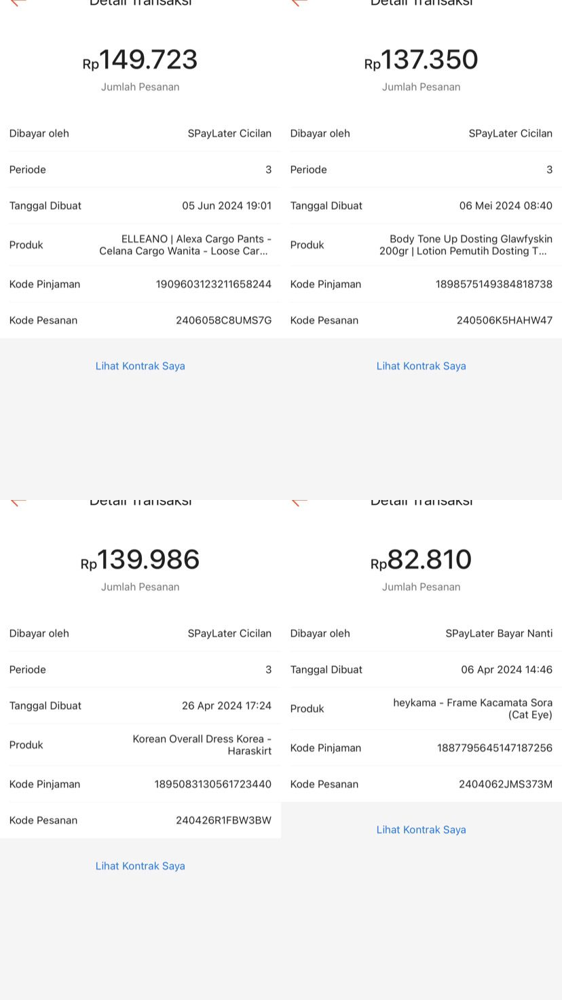 Detail Transaksi
Rp149.723
Jumlah Pesanan
Dibayar oleh SPayLater Cicilan
Periode 3
Tanggal Dibuat 05 Jun 2024 19:01
Produk ELLEANO | Alexa Cargo Pants -
Celana Cargo Wanita - Loose Car...
Kode Pinjaman 1909603123211658244
Kode Pesanan 2406058C8UMS7G
Lihat Kontrak Saya
Detail Transaksi
Rp137.350
Jumlah Pesanan
Dibayar oleh SPayLater Cicilan
Periode 3
Tanggal Dibuat 06 Mei 2024 08:40
Produk Body Tone Up Dosting Glawfyskin
200gr | Lotion Pemutih Dosting T...
Kode Pinjaman 1898575149384818738
Kode Pesanan 240506K5HAHW47
Lihat Kontrak Saya
Detail Transaksi
Rp139.986
Jumlah Pesanan
Dibayar oleh SPayLater Cicilan
Periode 3
Tanggal Dibuat 26 Apr 2024 17:24
Produk Korean Overall Dress Korea -
Haraskirt
Kode Pinjaman 1895083130561723440
Kode Pesanan 240426R1FBW3BW
Lihat Kontrak Saya
Detail Transaksi
Rp82.810
Jumlah Pesanan
Dibayar oleh SPayLater Bayar Nanti
Tanggal Dibuat 06 Apr 2024 14:46
Produk heykama - Frame Kacamata Sora
(Cat Eye)
Kode Pinjaman 1887795645147187256
Kode Pesanan 2404062JMS373M
Lihat Kontrak Saya